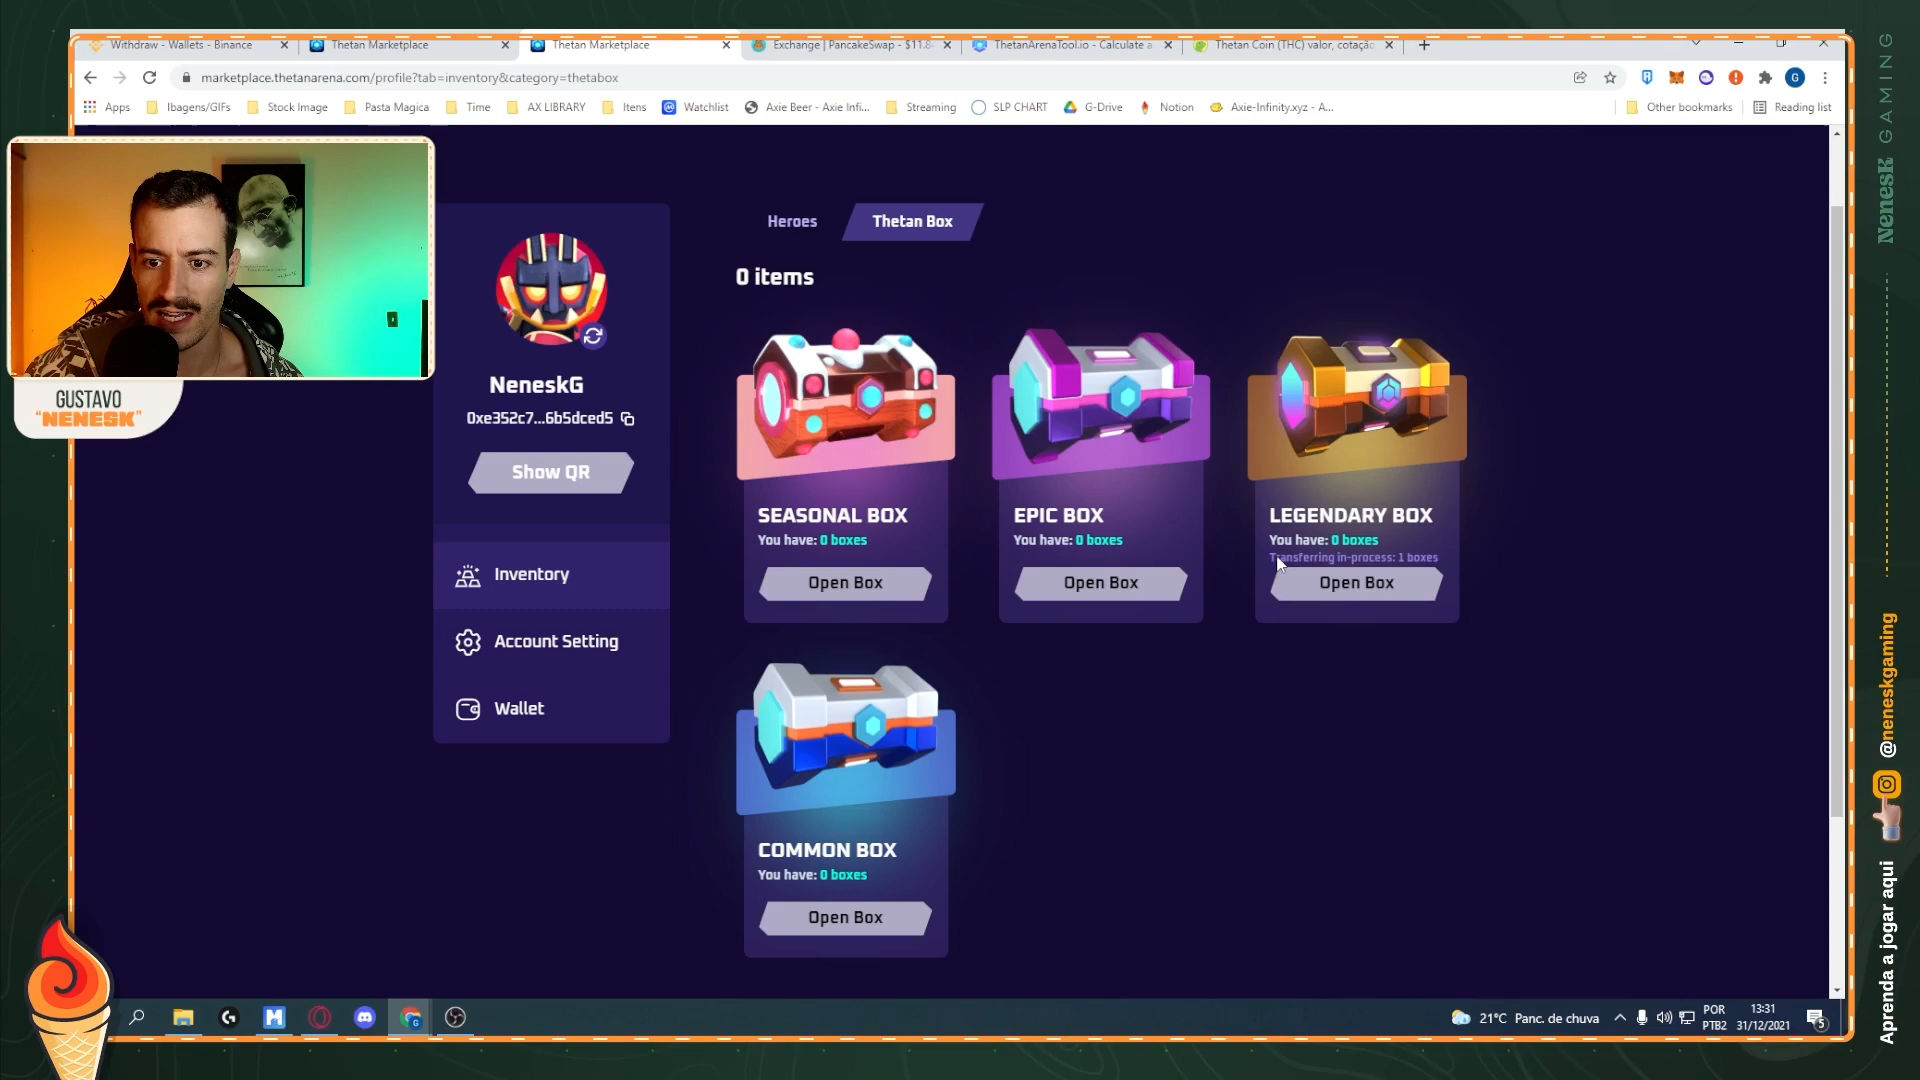 Withdraw - Wallets - Binance
Thetan Marketplace
Thetan Marketplace
Exchange | PancakeSwap - $11.8
ThetanArenaTool.io - Calculate a
Thetan Coin (THC) valor, cotação
marketplace.thetanarena.com/profile?tab=inventory&category=thetabox
G
Apps
Ibagens/GIFs
Stock Image
Pasta Magica
Time
AX LIBRARY
Itens
Watchlist
Axie Beer - Axie Infi...
Streaming
SLP CHART
G-Drive
Notion
Axie-Infinity.xyz - A...
Other bookmarks
Reading list
GUSTAVO
"NENESK"
NeneskG
0xe352c7...6b5dced5
Show QR
Inventory
Account Setting
Wallet
Heroes
Thetan Box
0 items
SEASONAL BOX
You have: 0 boxes
Open Box
EPIC BOX
You have: 0 boxes
Open Box
LEGENDARY BOX
You have: 0 boxes
Transferring in-process: 1 boxes
Open Box
COMMON BOX
You have: 0 boxes
Open Box
21°C Panc. de chuva
POR
PTB2
13:31
31/12/2021
5
Nenesk GAMING
@neneskgaming
Aprenda a jogar aqui